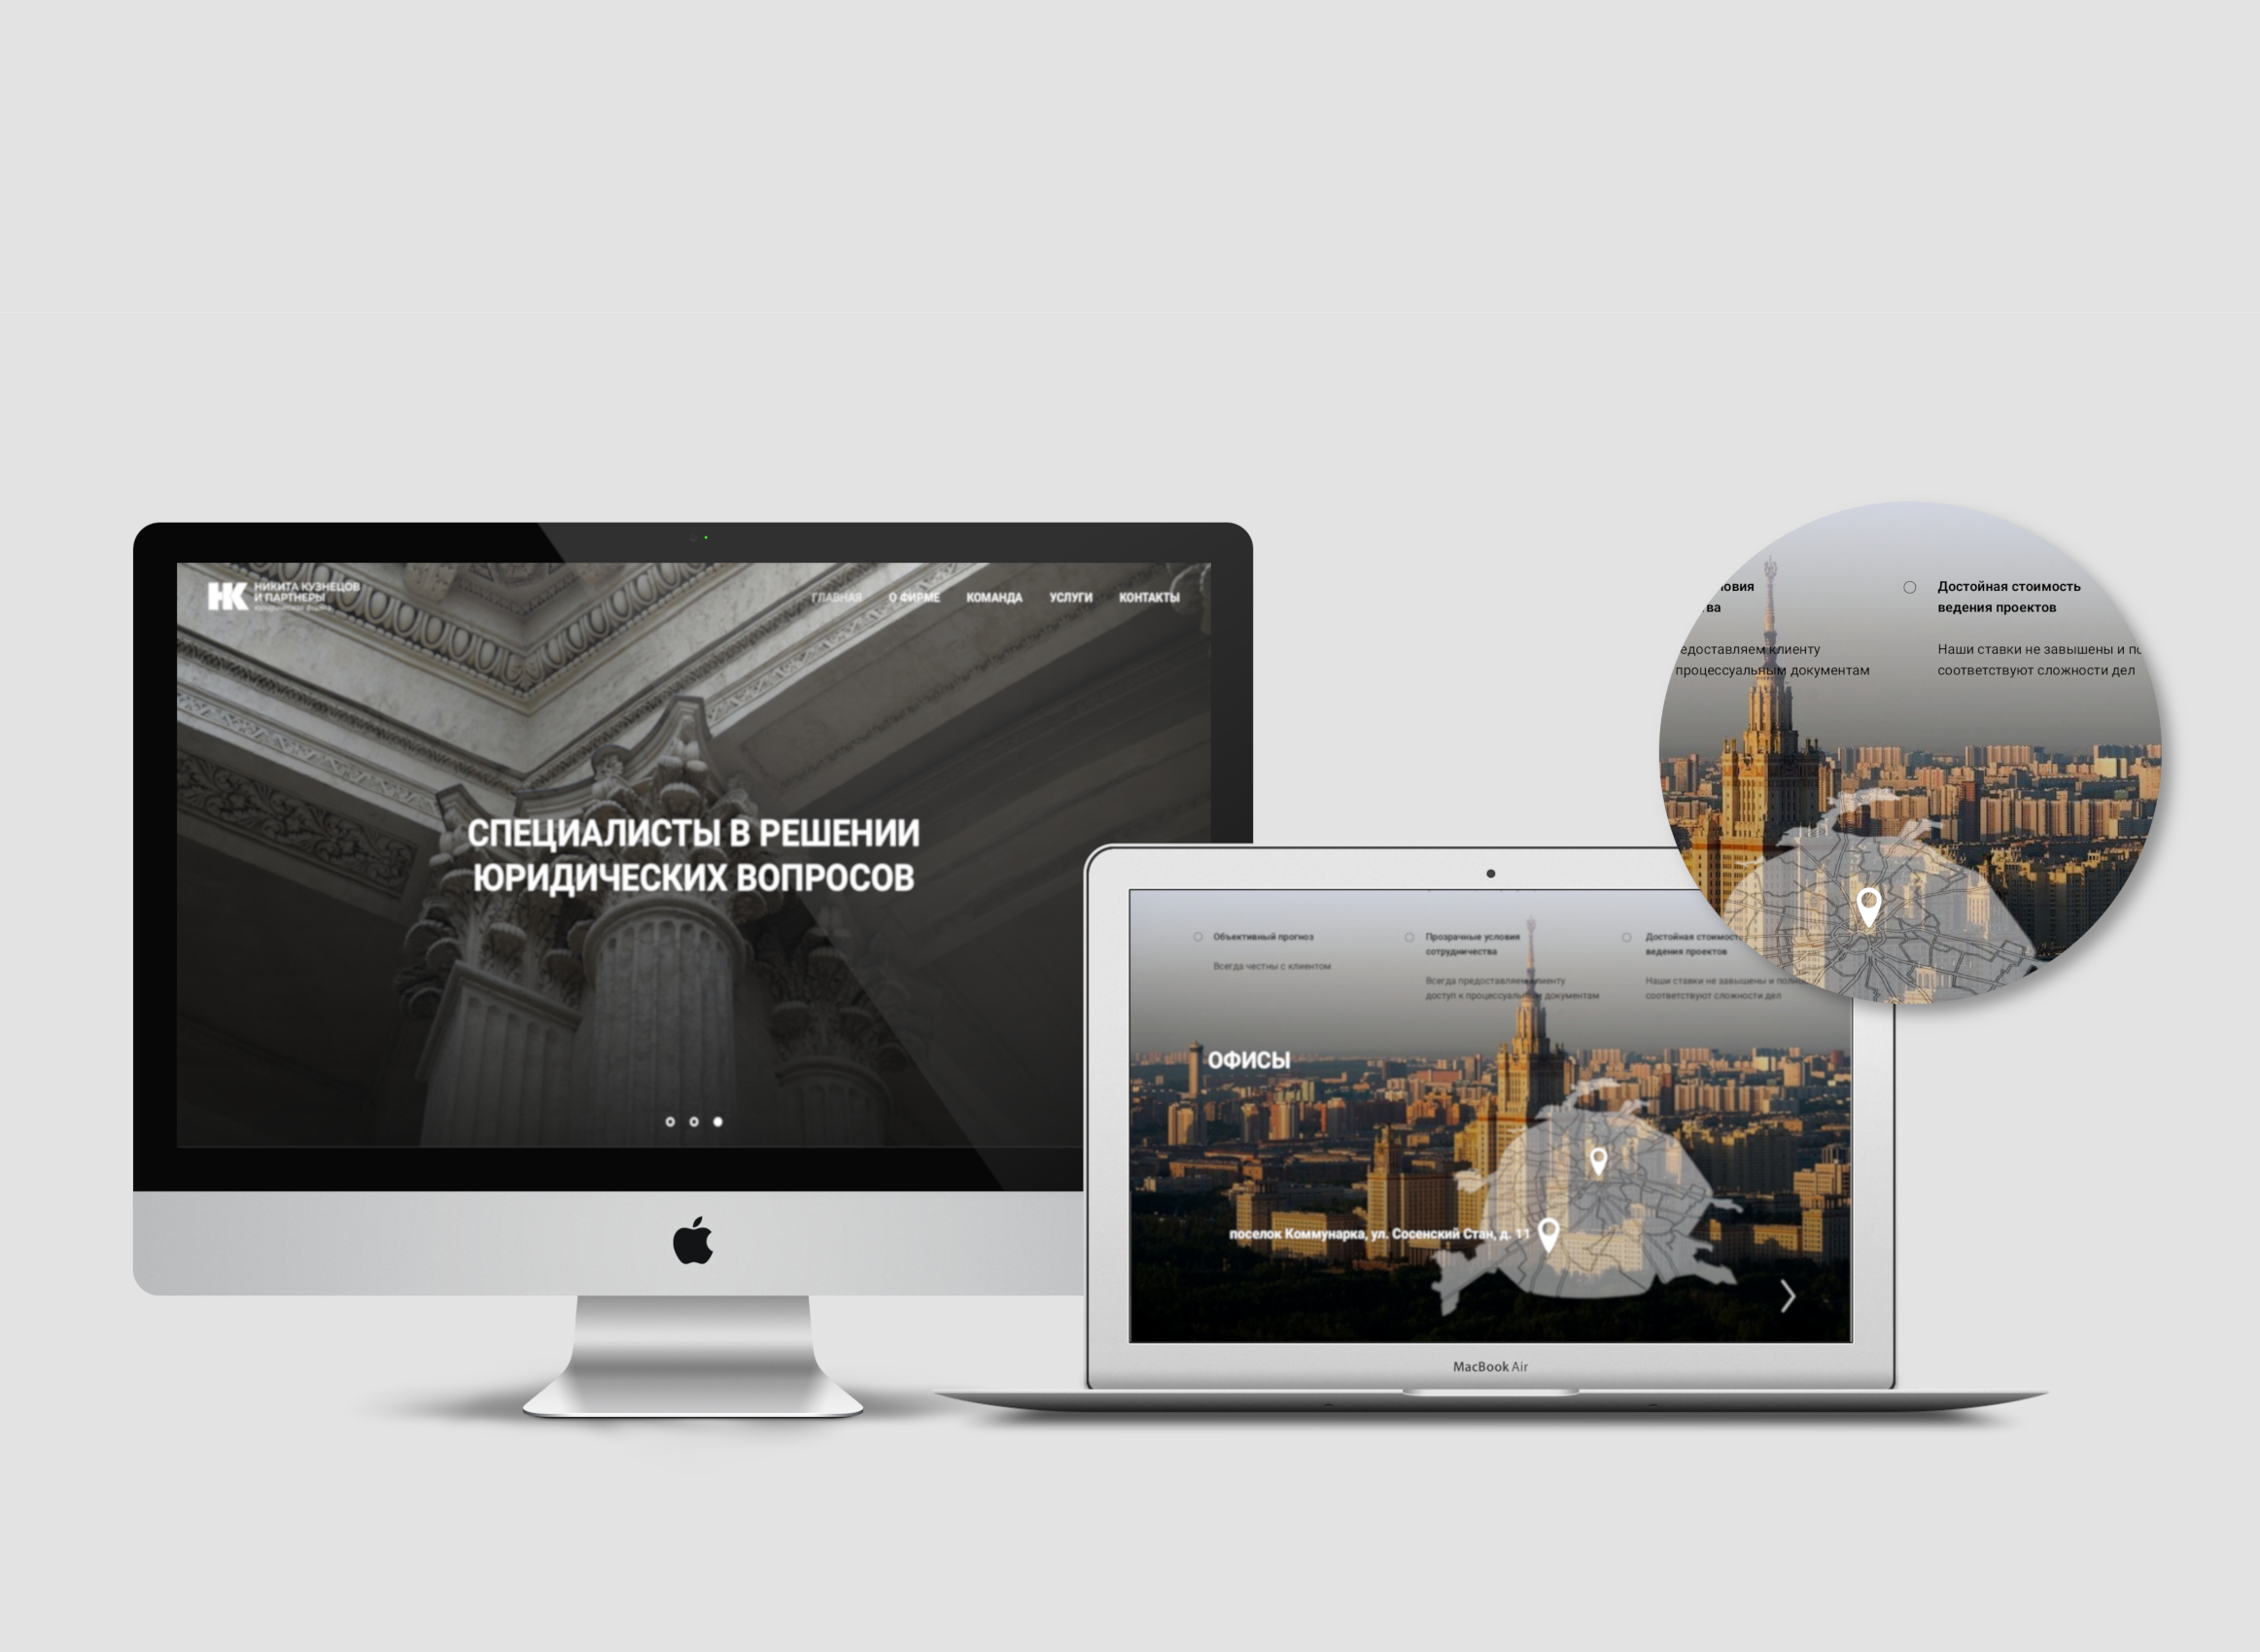 НК
НИКИТА КУЗНЕЦОВ
И ПАРТНЕРЫ
юридическая фирма
ГЛАВНАЯ О ФИРМЕ КОМАНДА УСЛУГИ КОНТАКТЫ
СПЕЦИАЛИСТЫ В РЕШЕНИИ
ЮРИДИЧЕСКИХ ВОПРОСОВ
Объективный прогноз
Всегда честны с клиентом
Прозрачные условия
сотрудничества
Всегда предоставляем клиенту
доступ к процессуальным документам
Достойная стоимость
ведения проектов
Наши ставки не завышены и
соответствуют сложности дел
ОФИСЫ
поселок Коммунарка, ул. Сосенский Стан, д. 11
MacBook Air
овия
ва
едоставляем клиенту
процессуальным документам
Достойная стоимость
ведения проектов
Наши ставки не завышены и по
соответствуют сложности дел